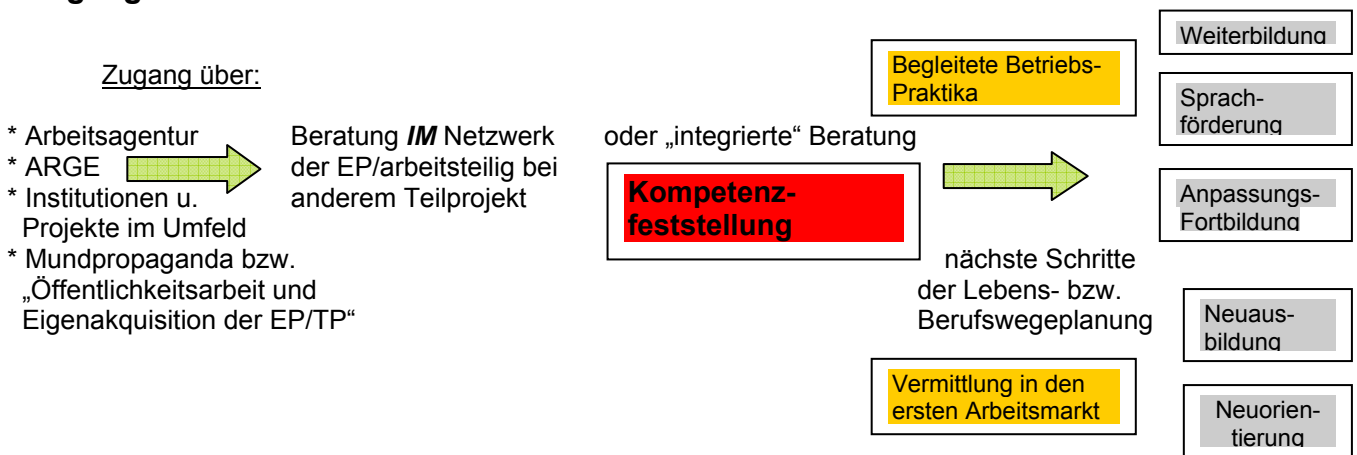 Zugang über:
* Arbeitsagentur
* ARGE
* Institutionen u.
Projekte im Umfeld
* Mundpropaganda bzw.
„Öffentlichkeitsarbeit und
Eigenakquisition der EP/TP“
Beratung IM Netzwerk
der EP/arbeitsteilig bei
anderem Teilprojekt
oder „integrierte“ Beratung
Kompetenz-
feststellung
Begleitete Betriebs-
Praktika
nächste Schritte
der Lebens- bzw.
Berufswegeplanung
Vermittlung in den
ersten Arbeitsmarkt
Weiterbildung
Sprach-
förderung
Anpassungs-
Fortbildung
Neuaus-
bildung
Neuorien-
tierung